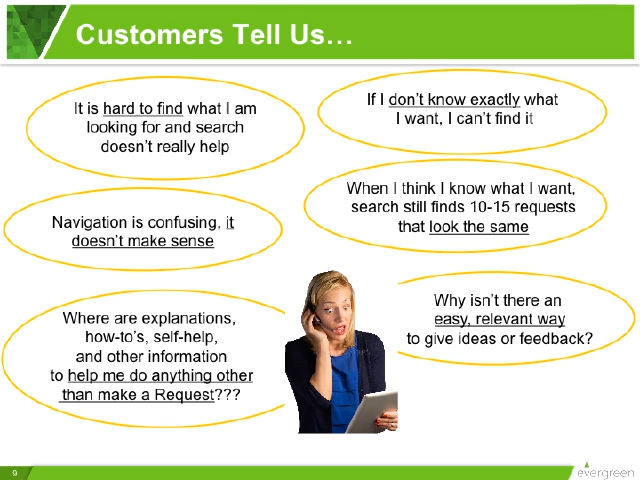 Customers Tell Us…
It is hard to find what I am
looking for and search
doesn't really help
If I don't know exactly what
I want, I can't find it
Navigation is confusing, it
doesn't make sense
When I think I know what I want,
search still finds 10-15 requests
that look the same
Where are explanations,
how-to's, self-help,
and other information
to help me do anything other
than make a Request???
Why isn't there an
easy, relevant way
to give ideas or feedback?
9
evergreen